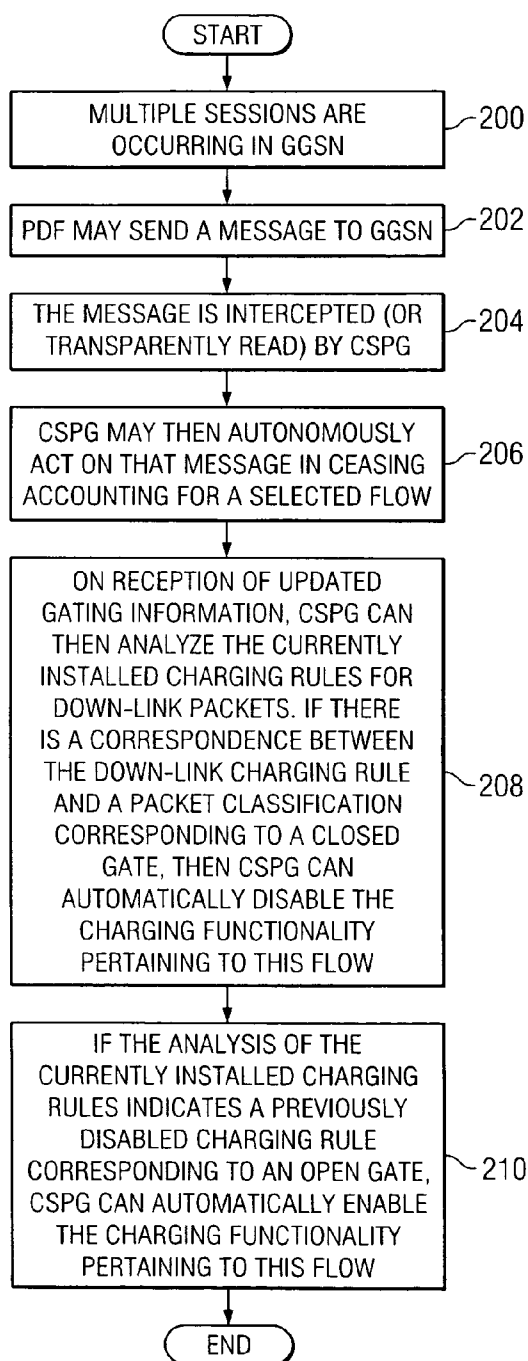 START
MULTIPLE SESSIONS ARE
OCCURRING IN GGSN
200
PDF MAY SEND A MESSAGE TO GGSN
202
THE MESSAGE IS INTERCEPTED (OR
TRANSPARENTLY READ) BY CSPG
204
CSPG MAY THEN AUTONOMOUSLY
ACT ON THAT MESSAGE IN CEASING
ACCOUNTING FOR A SELECTED FLOW
206
ON RECEPTION OF UPDATED
GATING INFORMATION, CSPG CAN
THEN ANALYZE THE CURRENTLY
INSTALLED CHARGING RULES FOR
DOWN-LINK PACKETS. IF THERE
IS A CORRESPONDENCE BETWEEN
THE DOWN-LINK CHARGING RULE
AND A PACKET CLASSIFICATION
CORRESPONDING TO A CLOSED
GATE, THEN CSPG CAN
AUTOMATICALLY DISABLE THE
CHARGING FUNCTIONALITY
PERTAINING TO THIS FLOW
208
IF THE ANALYSIS OF THE
CURRENTLY INSTALLED CHARGING
RULES INDICATES A PREVIOUSLY
DISABLED CHARGING RULE
CORRESPONDING TO AN OPEN GATE,
CSPG CAN AUTOMATICALLY ENABLE
THE CHARGING FUNCTIONALITY
PERTAINING TO THIS FLOW
210
END